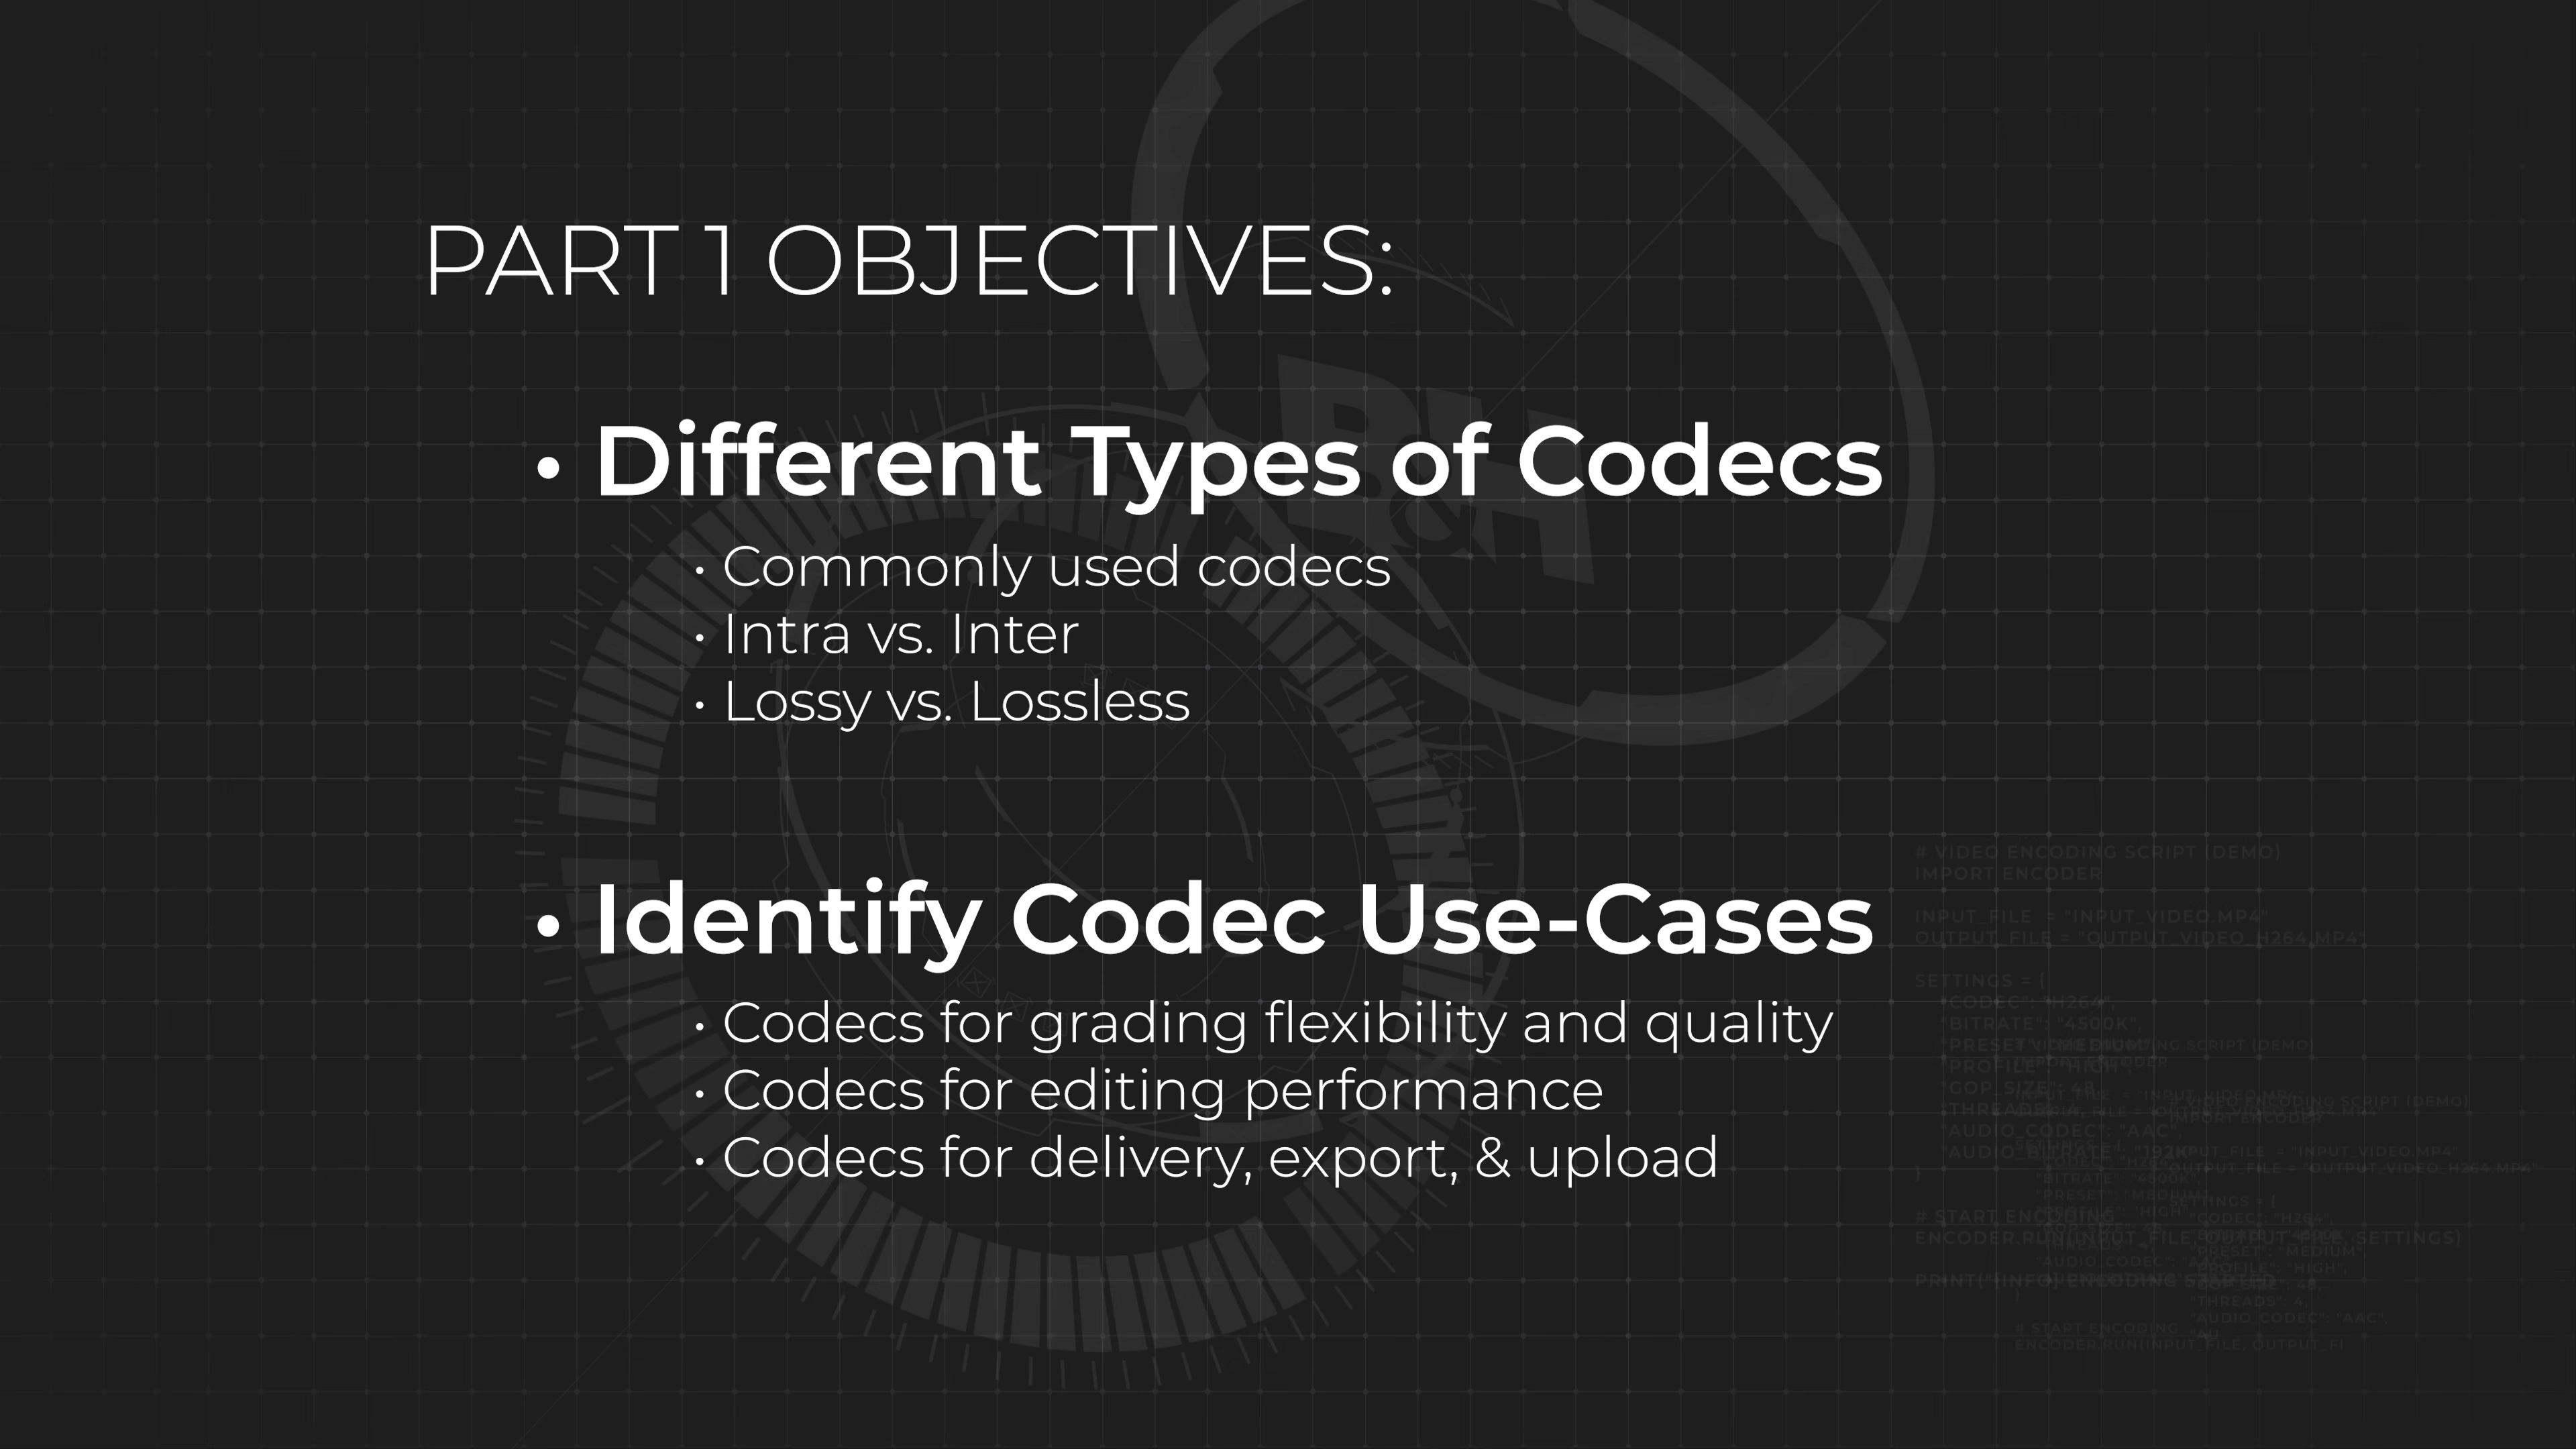 PART 1 OBJECTIVES:
• Different Types of Codecs
• Commonly used codecs
• Intra vs. Inter
• Lossy vs. Lossless
• Identify Codec Use-Cases
• Codecs for grading flexibility and quality
• Codecs for editing performance
• Codecs for delivery, export, & upload
B&H
# VIDEO ENCODING SCRIPT (DEMO)
IMPORT ENCODER
INPUT_FILE = "INPUT_VIDEO.MP4"
OUTPUT_FILE = "OUTPUT_VIDEO_H264.MP4"
SETTINGS = {
"CODEC": "H264",
"BITRATE": "4500K",